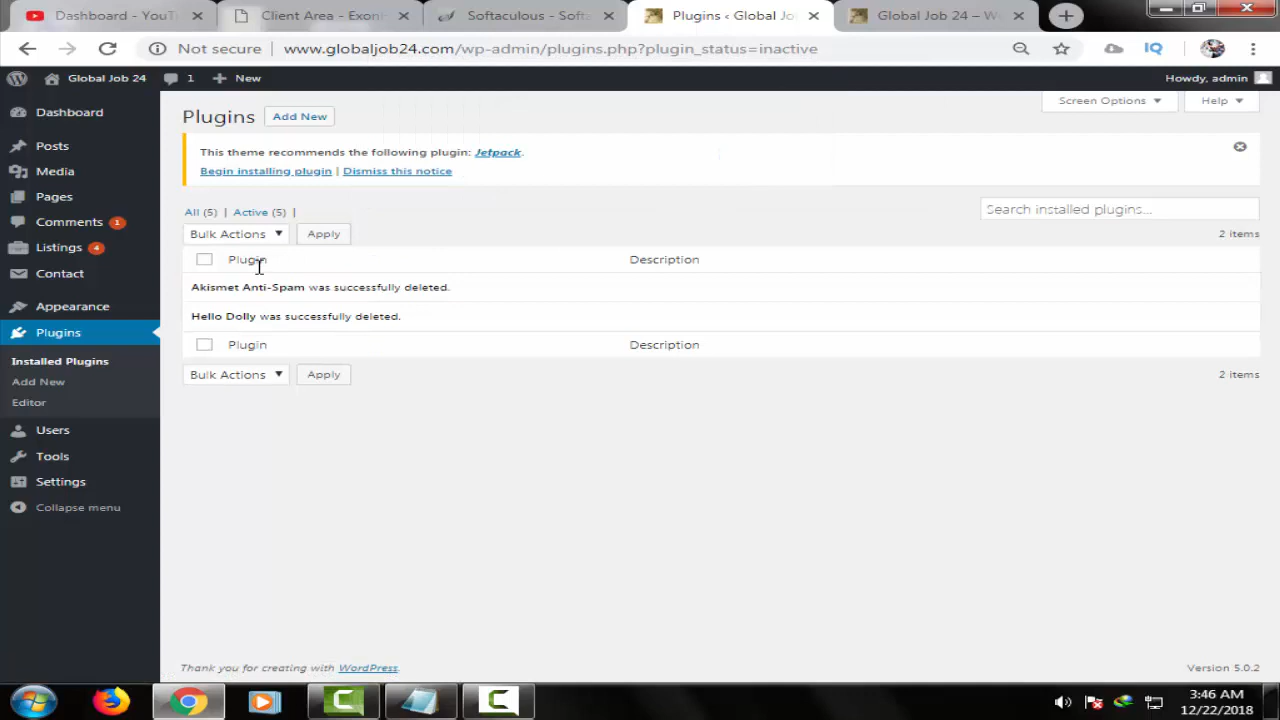 Dashboard - YouTu
Client Area - Exon
Softaculous - Softa
Plugins ‹ Global Jo
Global Job 24 – W
Not secure
www.globaljob24.com/wp-admin/plugins.php?plugin_status=inactive
IQ
Global Job 24
1
New
Howdy, admin
Dashboard
Posts
Media
Pages
Comments 1
Listings 4
Contact
Appearance
Plugins
Installed Plugins
Add New
Editor
Users
Tools
Settings
Collapse menu
Screen Options
Help
Plugins
Add New
This theme recommends the following plugin: Jetpack.
Begin installing plugin | Dismiss this notice
All (5) | Active (5) |
Search installed plugins...
Bulk Actions
Apply
2 items
Plugin
Description
Akismet Anti-Spam was successfully deleted.
Hello Dolly was successfully deleted.
Plugin
Description
Bulk Actions
Apply
2 items
Thank you for creating with WordPress.
Version 5.0.2
3:46 AM
12/22/2018